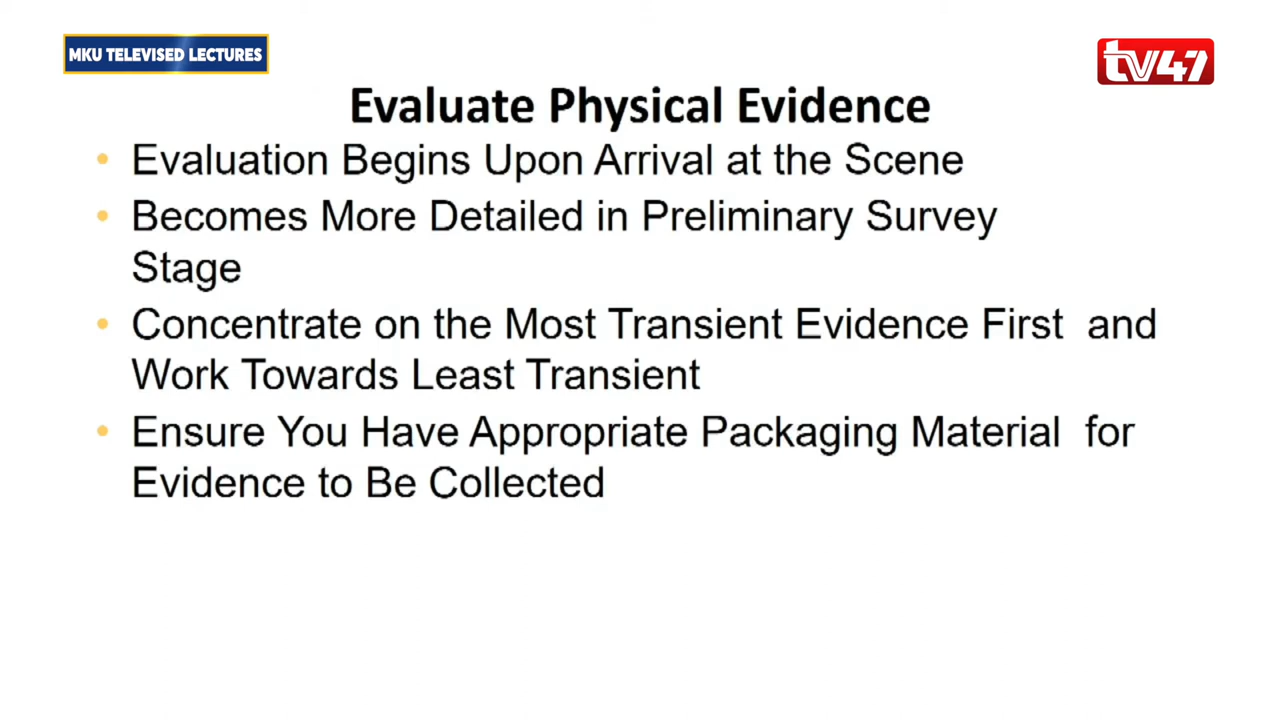 MKU TELEVISED LECTURES
tv47
Evaluate Physical Evidence
• Evaluation Begins Upon Arrival at the Scene
• Becomes More Detailed in Preliminary Survey
Stage
• Concentrate on the Most Transient Evidence First and
Work Towards Least Transient
• Ensure You Have Appropriate Packaging Material for
Evidence to Be Collected